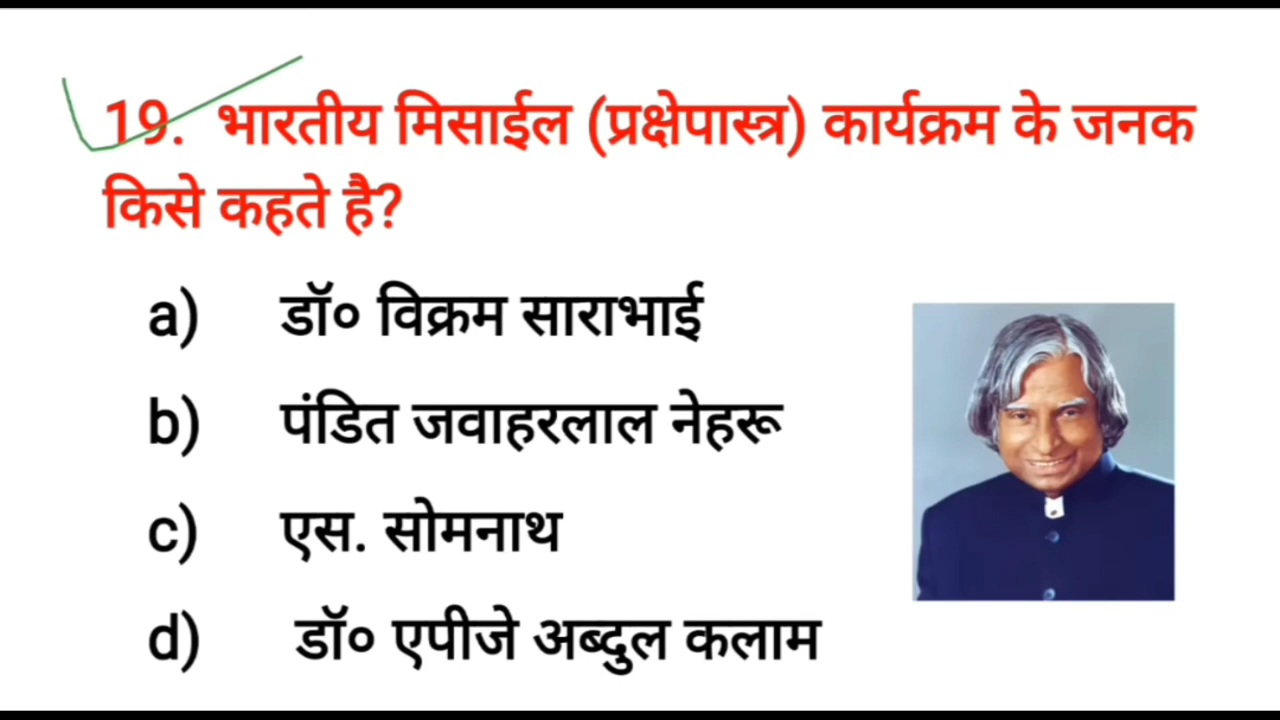 19. भारतीय मिसाईल (प्रक्षेपास्त्र) कार्यक्रम के जनक
किसे कहते है?
a) डॉ० विक्रम साराभाई
b) पंडित जवाहरलाल नेहरू
c) एस. सोमनाथ
d) डॉ० एपीजे अब्दुल कलाम